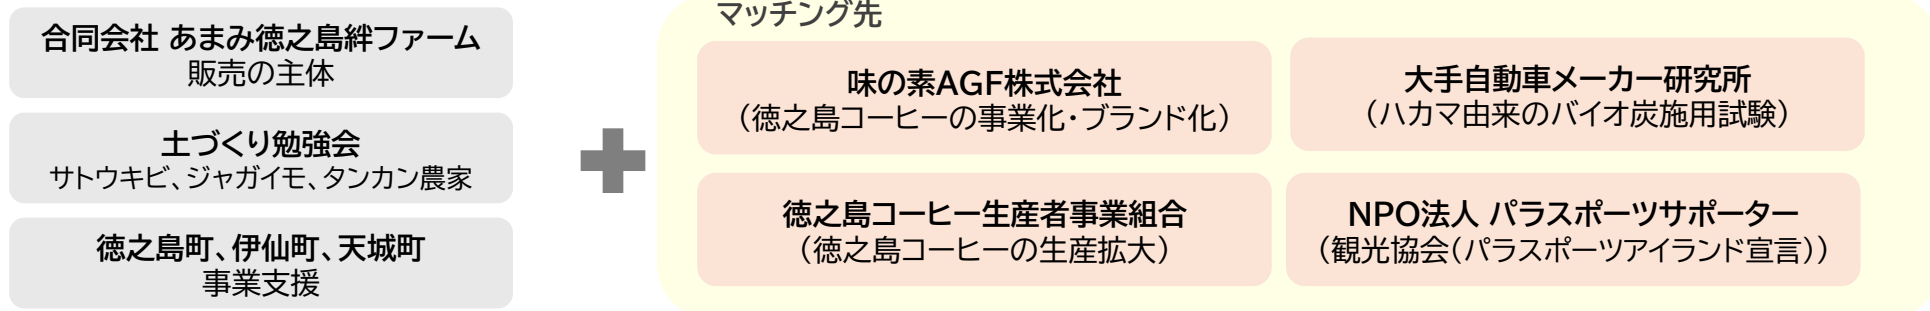 合同会社 あまみ徳之島絆ファーム
販売の主体
土づくり勉強会
サトウキビ、ジャガイモ、タンカン農家
徳之島町、伊仙町、天城町
事業支援
マッチング先
味の素AGF株式会社
（徳之島コーヒーの事業化・ブランド化）
大手自動車メーカー研究所
（ハカマ由来のバイオ炭施用試験）
徳之島コーヒー生産者事業組合
（徳之島コーヒーの生産拡大）
NPO法人 パラスポーツサポーター
（観光協会（パラスポーツアイランド宣言））